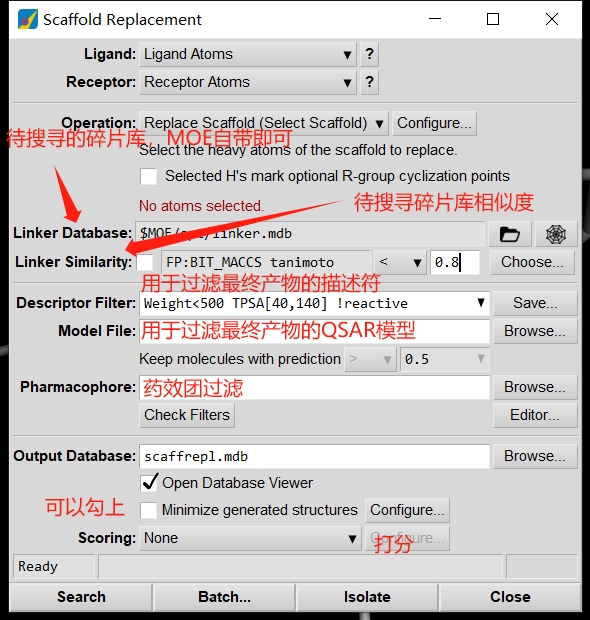 Scaffold Replacement
Ligand: Ligand Atoms ?
Receptor: Receptor Atoms ?
Operation: Replace Scaffold (Select Scaffold) Configure...
待搜寻的碎片库，MOE自带即可
Select the heavy atoms of the scaffold to replace.
Selected H's mark optional R-group cyclization points
No atoms selected.
待搜寻碎片库相似度
Linker Database: $MOE/ /linker.mdb
Linker Similarity: FP:BIT_MACCS tanimoto < 0.8 Choose...
用于过滤最终产物的描述符
Descriptor Filter: Weight<500 TPSA[40,140] !reactive Save...
Model File: 用于过滤最终产物的QSAR模型 Browse...
Keep molecules with prediction > 0.5
Pharmacophore: 药效团过滤 Browse...
Check Filters Editor...
Output Database: scaffrepl.mdb Browse...
Open Database Viewer
可以勾上 Minimize generated structures Configure...
Scoring: None Configure...
打分
Ready
Search Batch... Isolate Close